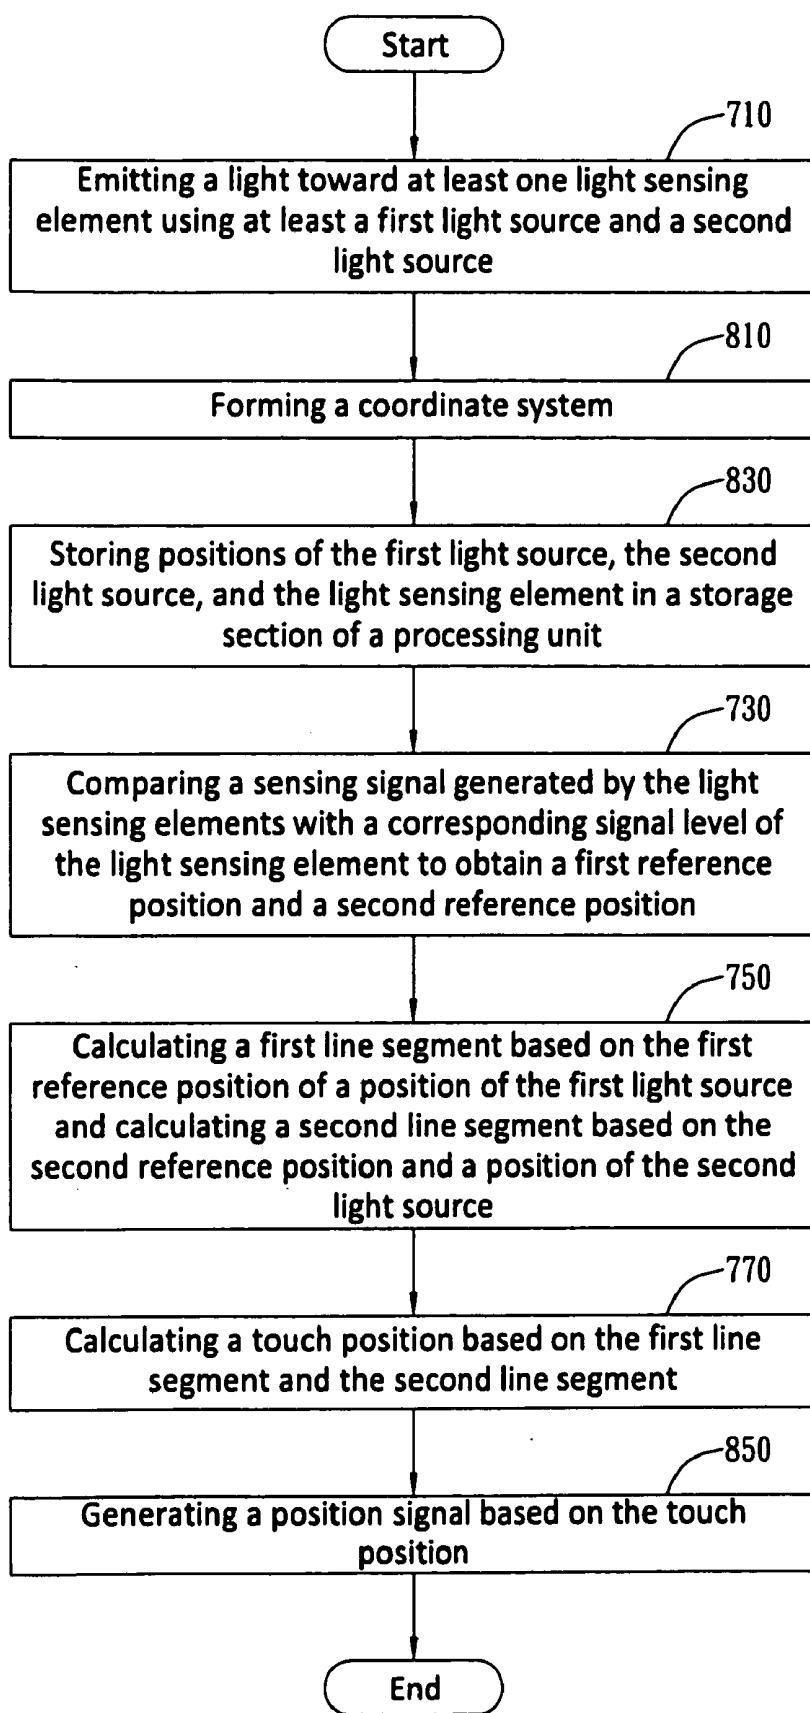 Start
710
Emitting a light toward at least one light sensing
element using at least a first light source and a second
light source
810
Forming a coordinate system
830
Storing positions of the first light source, the second
light source, and the light sensing element in a storage
section of a processing unit
730
Comparing a sensing signal generated by the light
sensing elements with a corresponding signal level of
the light sensing element to obtain a first reference
position and a second reference position
750
Calculating a first line segment based on the first
reference position of a position of the first light source
and calculating a second line segment based on the
second reference position and a position of the second
light source
770
Calculating a touch position based on the first line
segment and the second line segment
850
Generating a position signal based on the touch
position
End